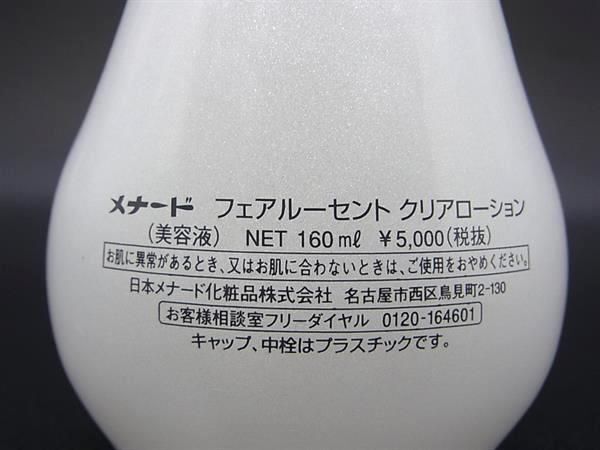 メナード フェアルーセント クリアローション
(美容液) NET 160mℓ ¥5,000(税抜)
お肌に異常があるとき、又はお肌に合わないときは、ご使用をおやめください。
日本メナード化粧品株式会社 名古屋市西区鳥見町2-130
お客様相談室フリーダイヤル 0120-164601
キャップ、中栓はプラスチックです。